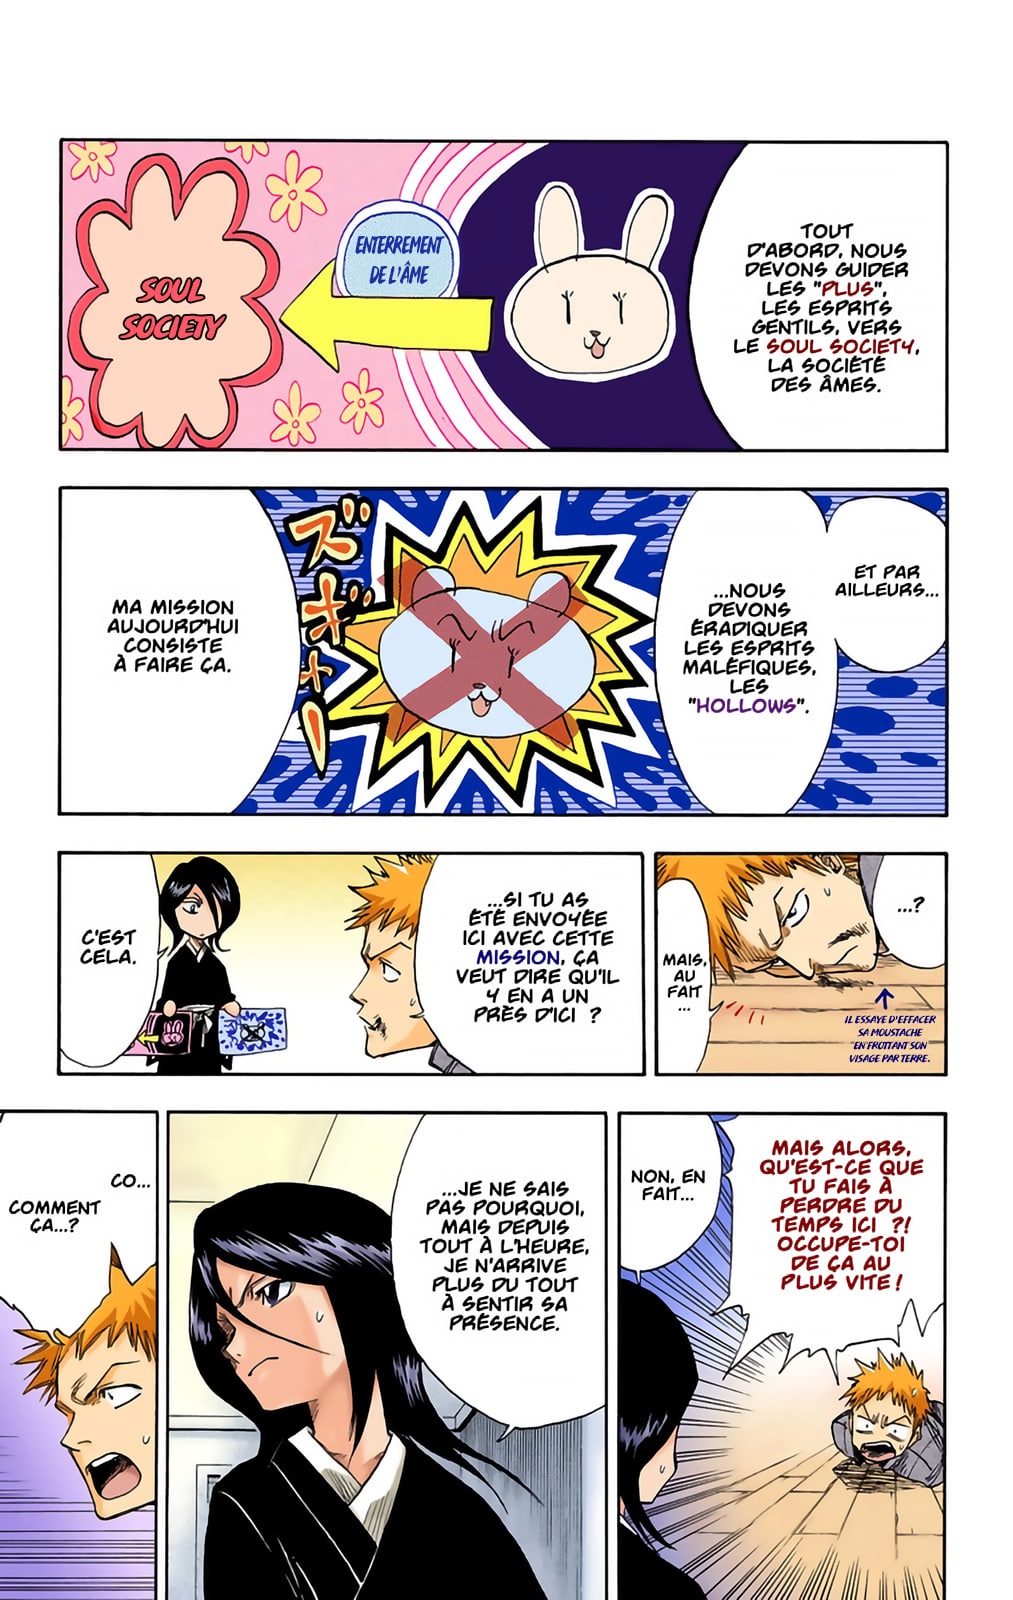 TOUT
D'ABORD, NOUS
DEVONS GUIDER
LES "PLUS",
LES ESPRITS
GENTILS, VERS
LE SOUL SOCIETY,
LA SOCIÉTÉ
DES ÂMES.
ENTERREMENT
DE L'ÂME
SOUL
SOCIETY
ET PAR
AILLEURS...
...NOUS
DEVONS
ÉRADIQUER
LES ESPRITS
MALÉFIQUES,
LES
"HOLLOWS".
ズギャー
MA MISSION
AUJOURD'HUI
CONSISTE
À FAIRE ÇA.
...?
IL ESSAYE D'EFFACER
SA MOUSTACHE
EN FROTTANT SON
VISAGE PAR TERRE.
MAIS,
AU
FAIT
...
...SI TU AS
ÉTÉ ENVOYÉE
ICI AVEC CETTE
MISSION, ÇA
VEUT DIRE QU'IL
Y EN A UN
PRÈS D'ICI ?
C'EST
CELA.
MAIS ALORS,
QU'EST-CE QUE
TU FAIS À
PERDRE DU
TEMPS ICI ?!
OCCUPE-TOI
DE ÇA AU
PLUS VITE !
NON, EN
FAIT...
...JE NE SAIS
PAS POURQUOI,
MAIS DEPUIS
TOUT À L'HEURE,
JE N'ARRIVE
PLUS DU TOUT
À SENTIR SA
PRÉSENCE.
CO...
COMMENT
ÇA...?